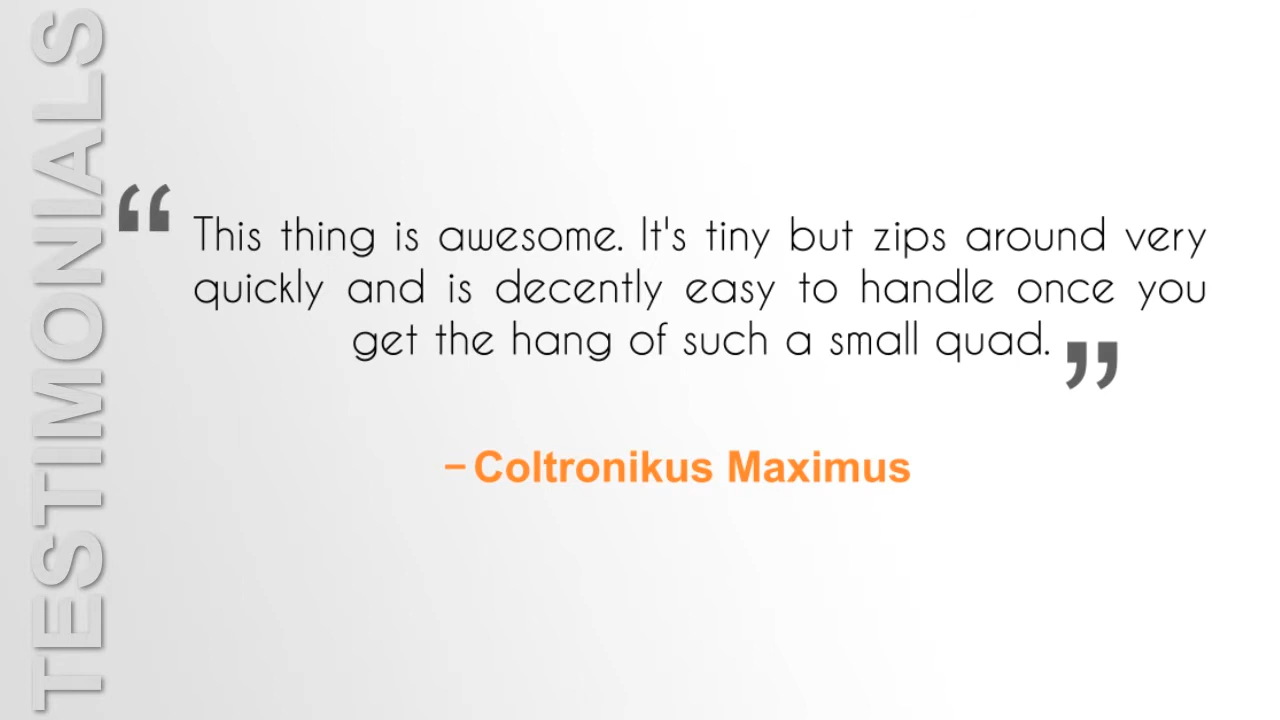 TESTIMONIALS
“ This thing is awesome. It's tiny but zips around very
quickly and is decently easy to handle once you
get the hang of such a small quad. ”
– Coltronikus Maximus